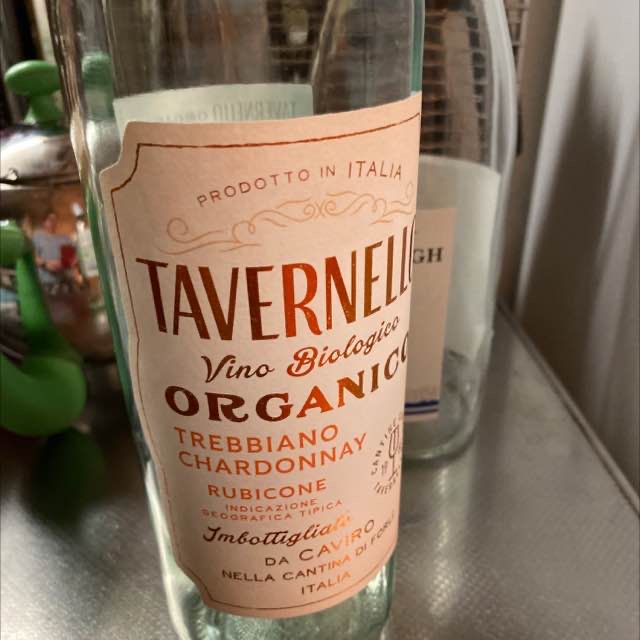 PRODOTTO IN ITALIA
TAVERNELLO
Vino Biologico
ORGANICO
TREBBIANO
CHARDONNAY
RUBICONE
INDICAZIONE
GEOGRAFICA TIPICA
Imbottigliato
DA CAVIRO
NELLA CANTINA DI FORLÌ
ITALIA
GH